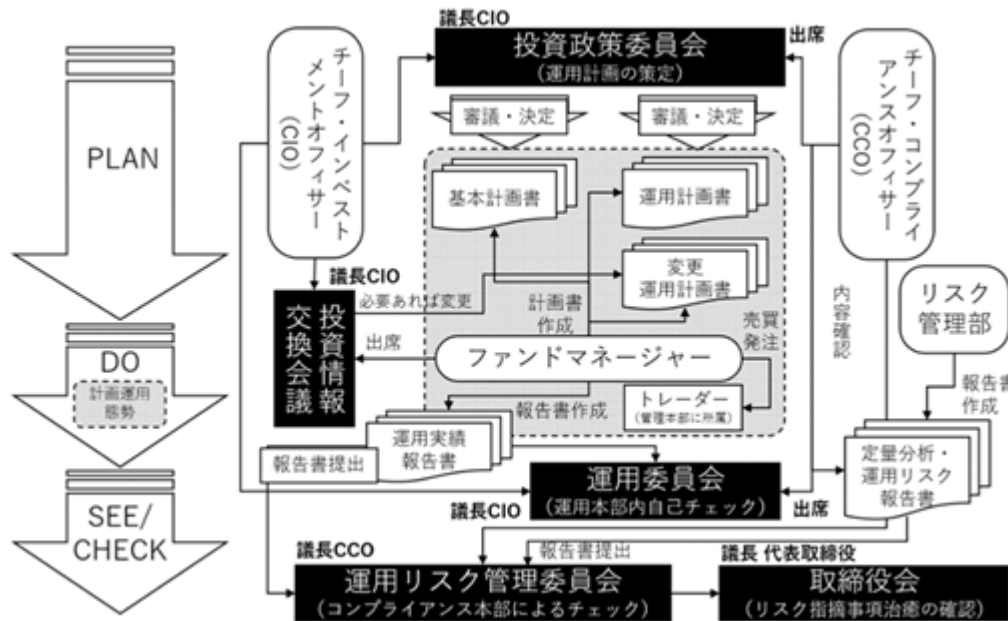 議長CIO
投資政策委員会
(運用計画の策定)
出席
チーフ・インベスト
メントオフィサー
(CIO)
チーフ・コンプライ
アンスオフィサー
(CCO)
PLAN
審議・決定
審議・決定
基本計画書
運用計画書
変更
運用計画書
議長CIO
必要あれば変更
投資情報
交換会議
出席
計画書
作成
売買
発注
内容確認
リスク
管理部
ファンドマネージャー
DO
計画運用
態勢
報告書作成
トレーダー
(管理本部に所属)
報告書
作成
運用実績
報告書
報告書提出
定量分析・
運用リスク
報告書
運用委員会
(運用本部内自己チェック)
議長CIO
出席
SEE/
CHECK
議長CCO
報告書提出
議長 代表取締役
運用リスク管理委員会
(コンプライアンス本部によるチェック)
取締役会
(リスク指摘事項治癒の確認)